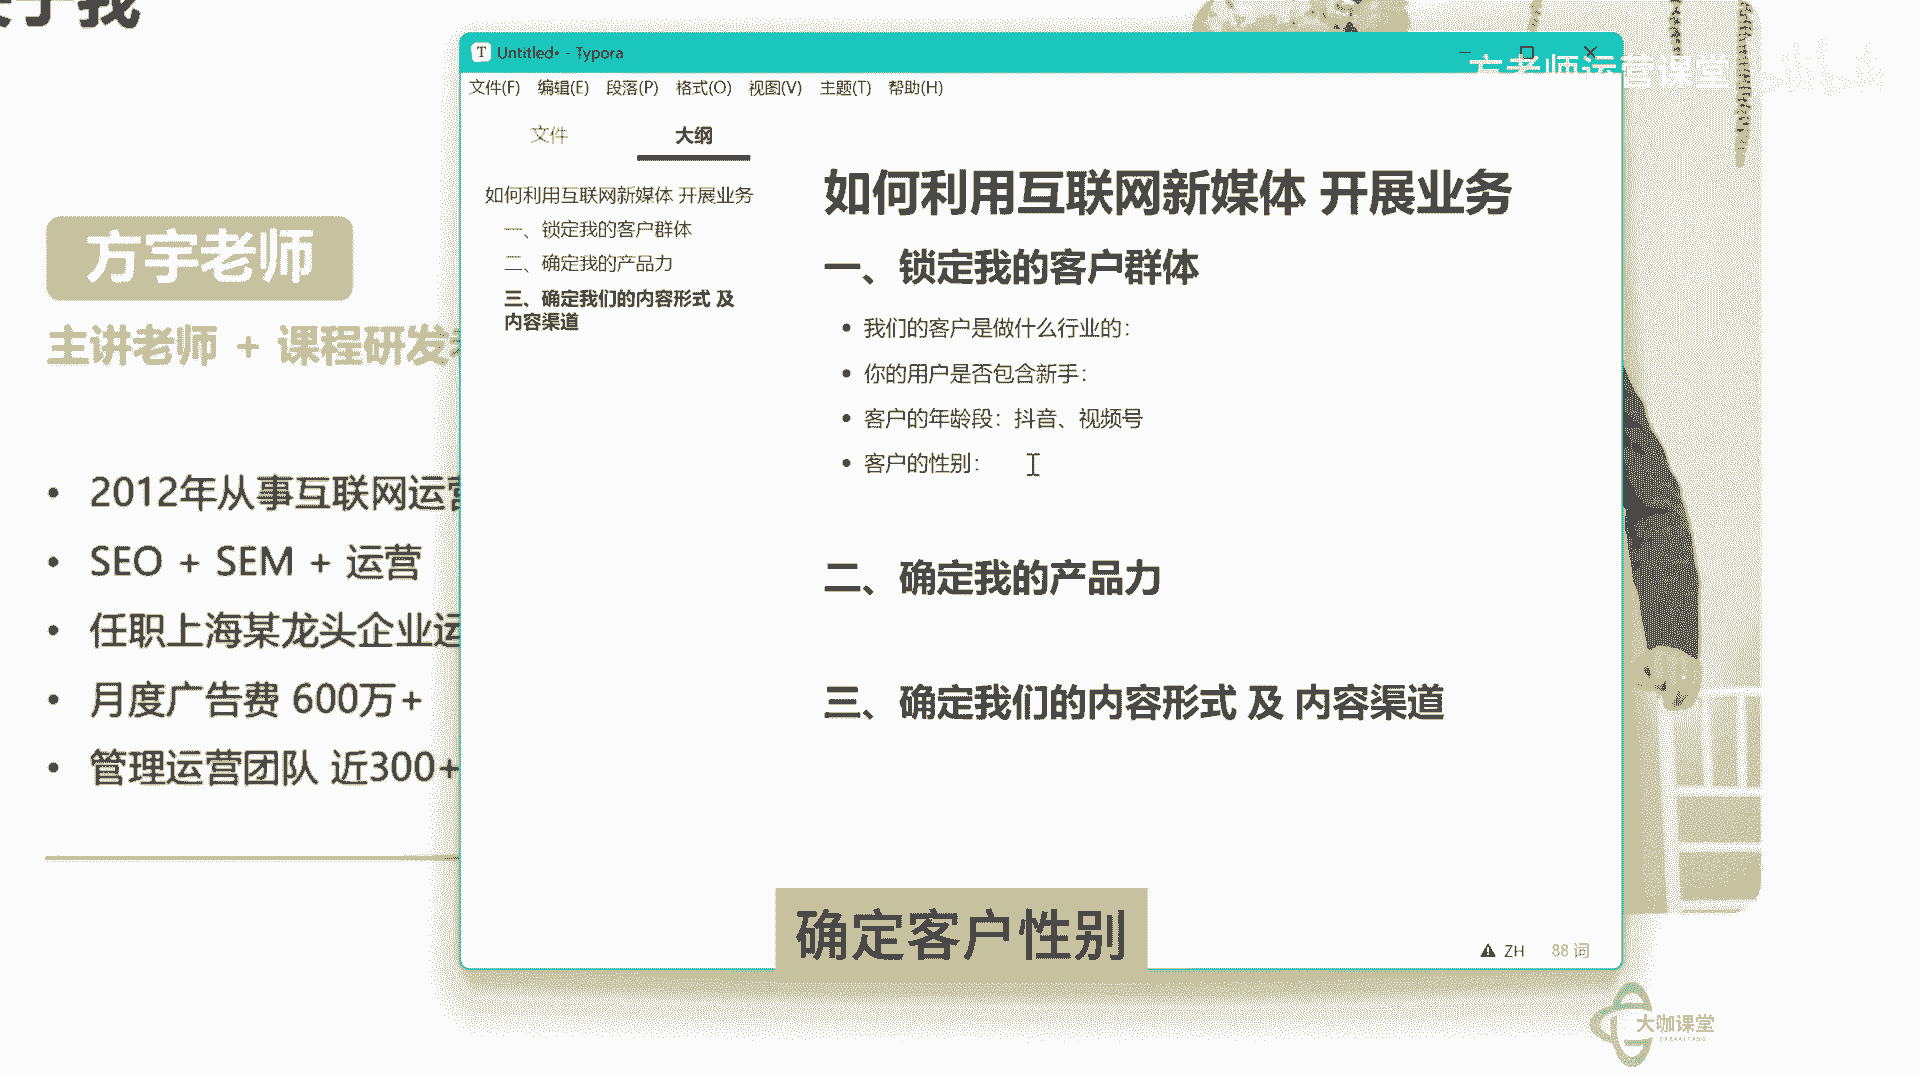 关于我
方宇老师
主讲老师 + 课程研发
2012年从事互联网运营
SEO + SEM + 运营
任职上海某龙头企业运
月度广告费 600万+
管理运营团队 近300+
Untitled• - Typora
文件(F) 编辑(E) 段落(P) 格式(O) 视图(V) 主题(T) 帮助(H)
文件 大纲
如何利用互联网新媒体 开展业务
一、锁定我的客户群体
二、确定我的产品力
三、确定我们的内容形式 及
内容渠道
如何利用互联网新媒体 开展业务
一、锁定我的客户群体
我们的客户是做什么行业的：
你的用户是否包含新手：
客户的年龄段：抖音、视频号
客户的性别：
二、确定我的产品力
三、确定我们的内容形式 及 内容渠道
ZH 88 词
方老师运营课堂
确定客户性别
大咖课堂